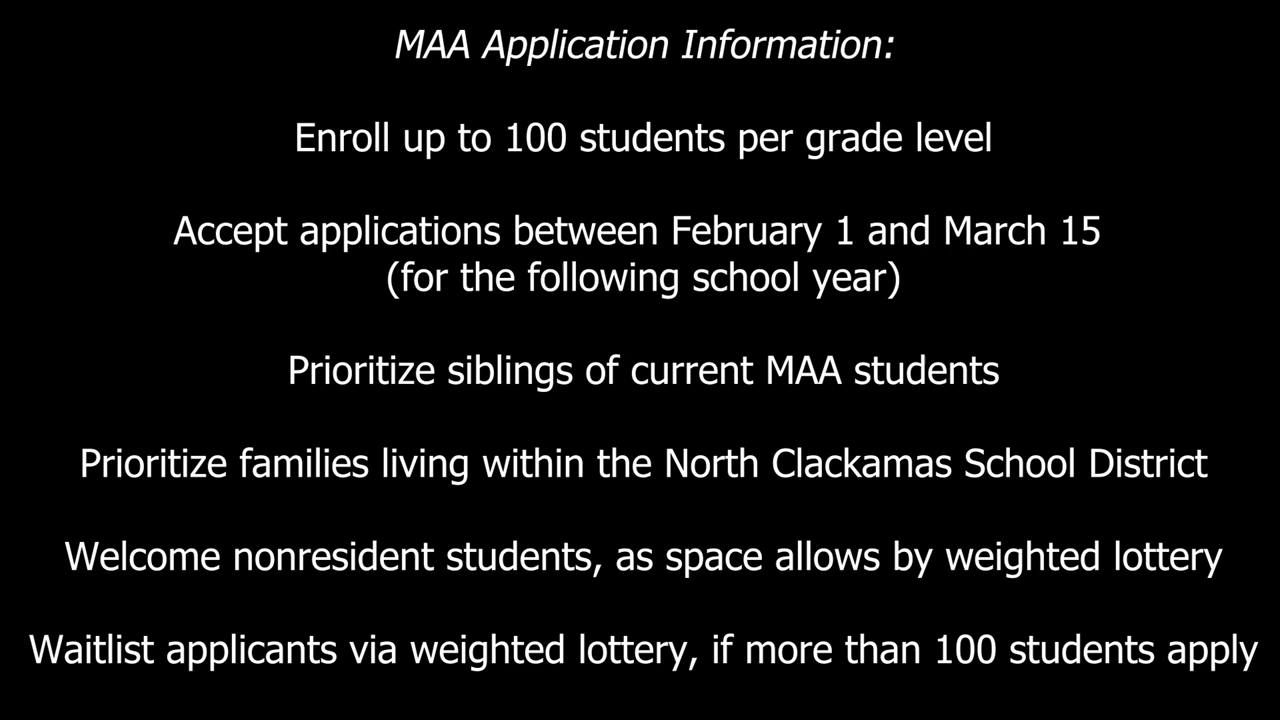 MAA Application Information:
Enroll up to 100 students per grade level
Accept applications between February 1 and March 15
(for the following school year)
Prioritize siblings of current MAA students
Prioritize families living within the North Clackamas School District
Welcome nonresident students, as space allows by weighted lottery
Waitlist applicants via weighted lottery, if more than 100 students apply